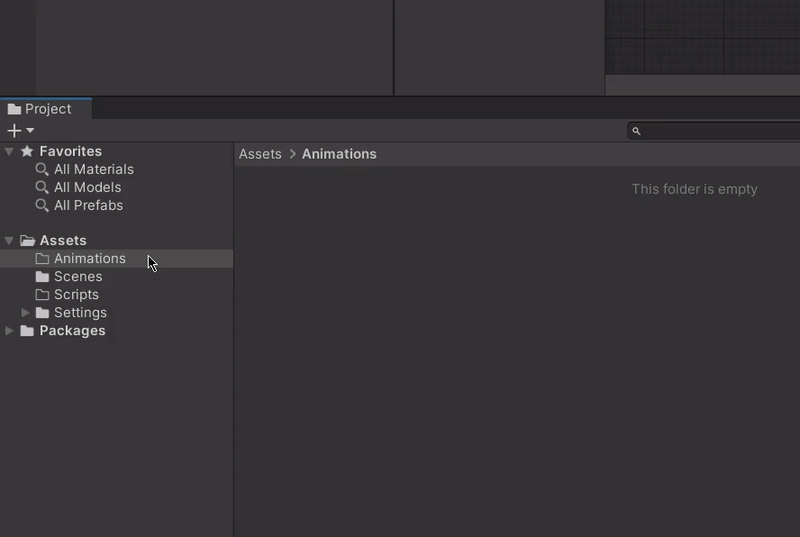 Project
Favorites
All Materials
All Models
All Prefabs
Assets
Animations
Scenes
Scripts
Settings
Packages
Assets > Animations
This folder is empty